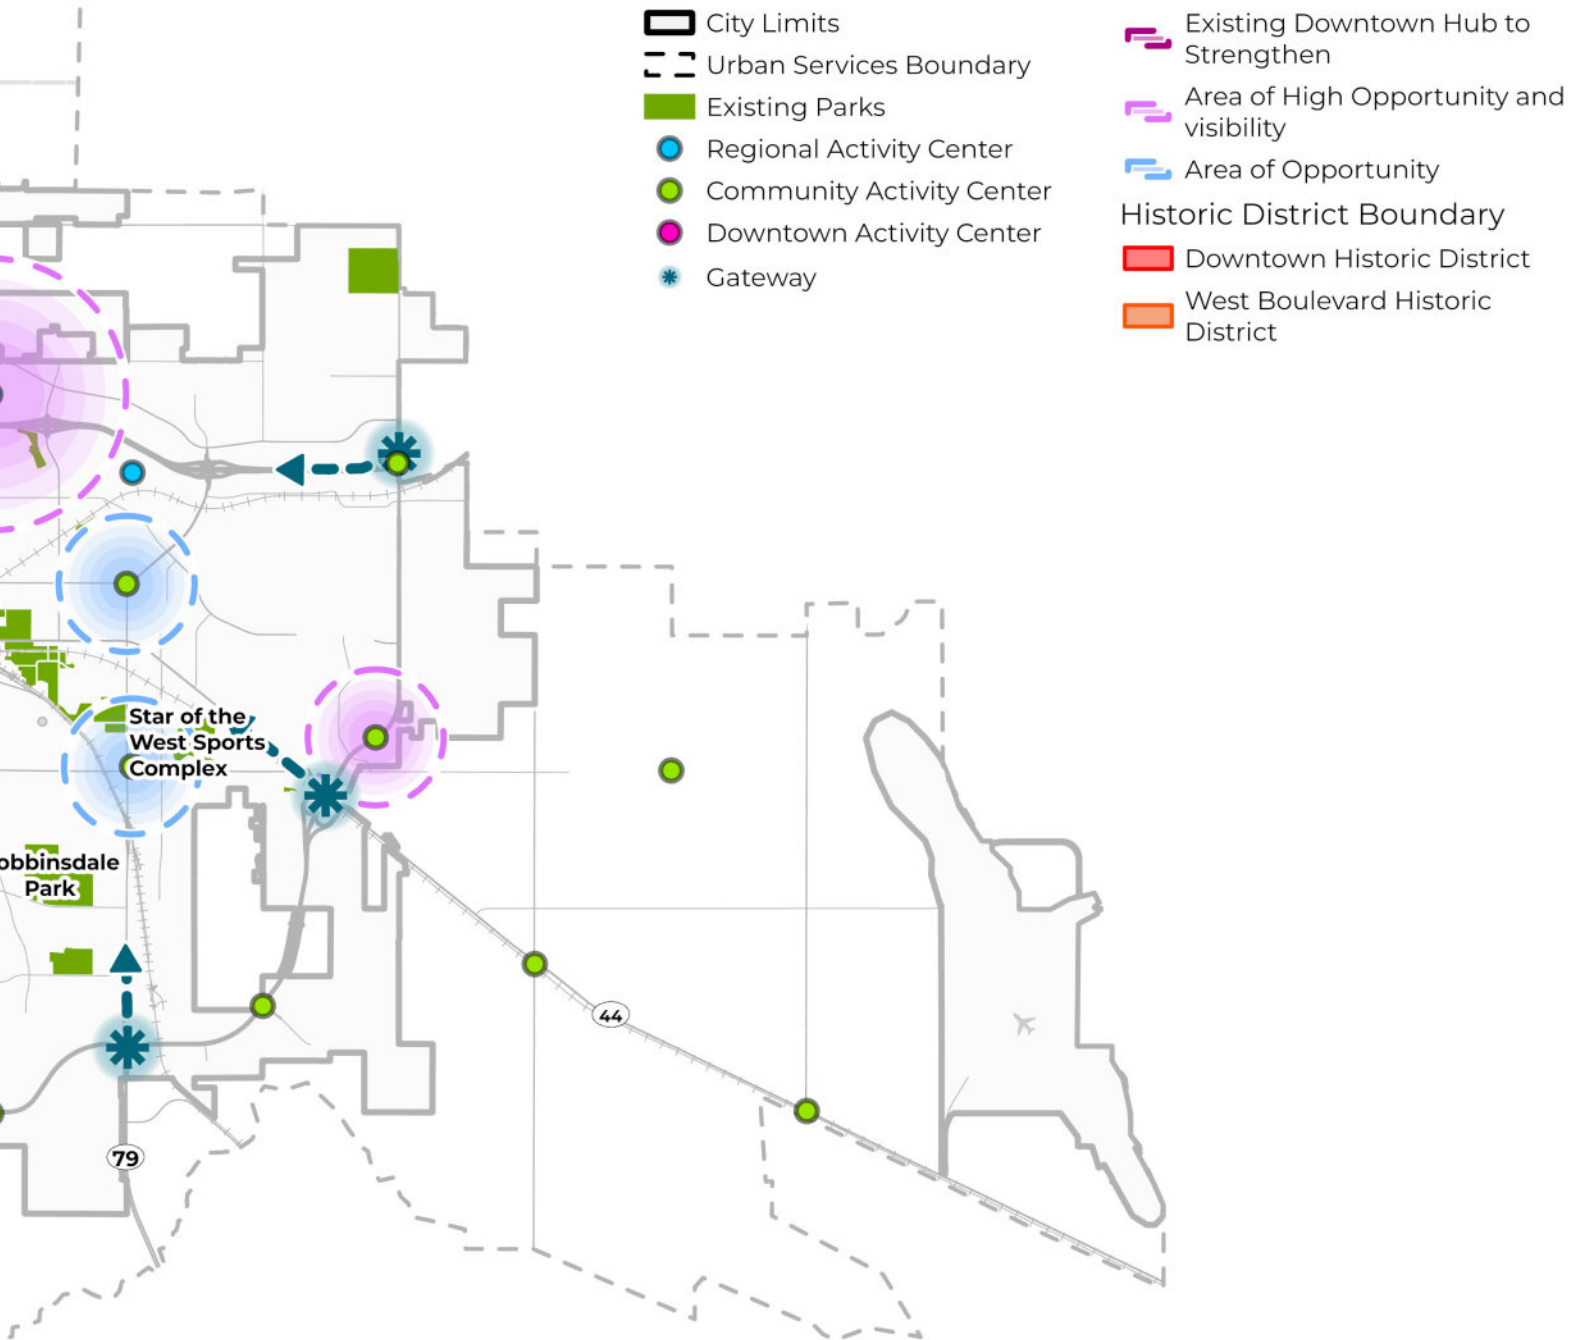 City Limits
Urban Services Boundary
Existing Parks
Regional Activity Center
Community Activity Center
Downtown Activity Center
Gateway
Existing Downtown Hub to
Strengthen
Area of High Opportunity and
visibility
Area of Opportunity
Historic District Boundary
Downtown Historic District
West Boulevard Historic
District
Star of the
West Sports
Complex
obbinsdale
Park
44
79